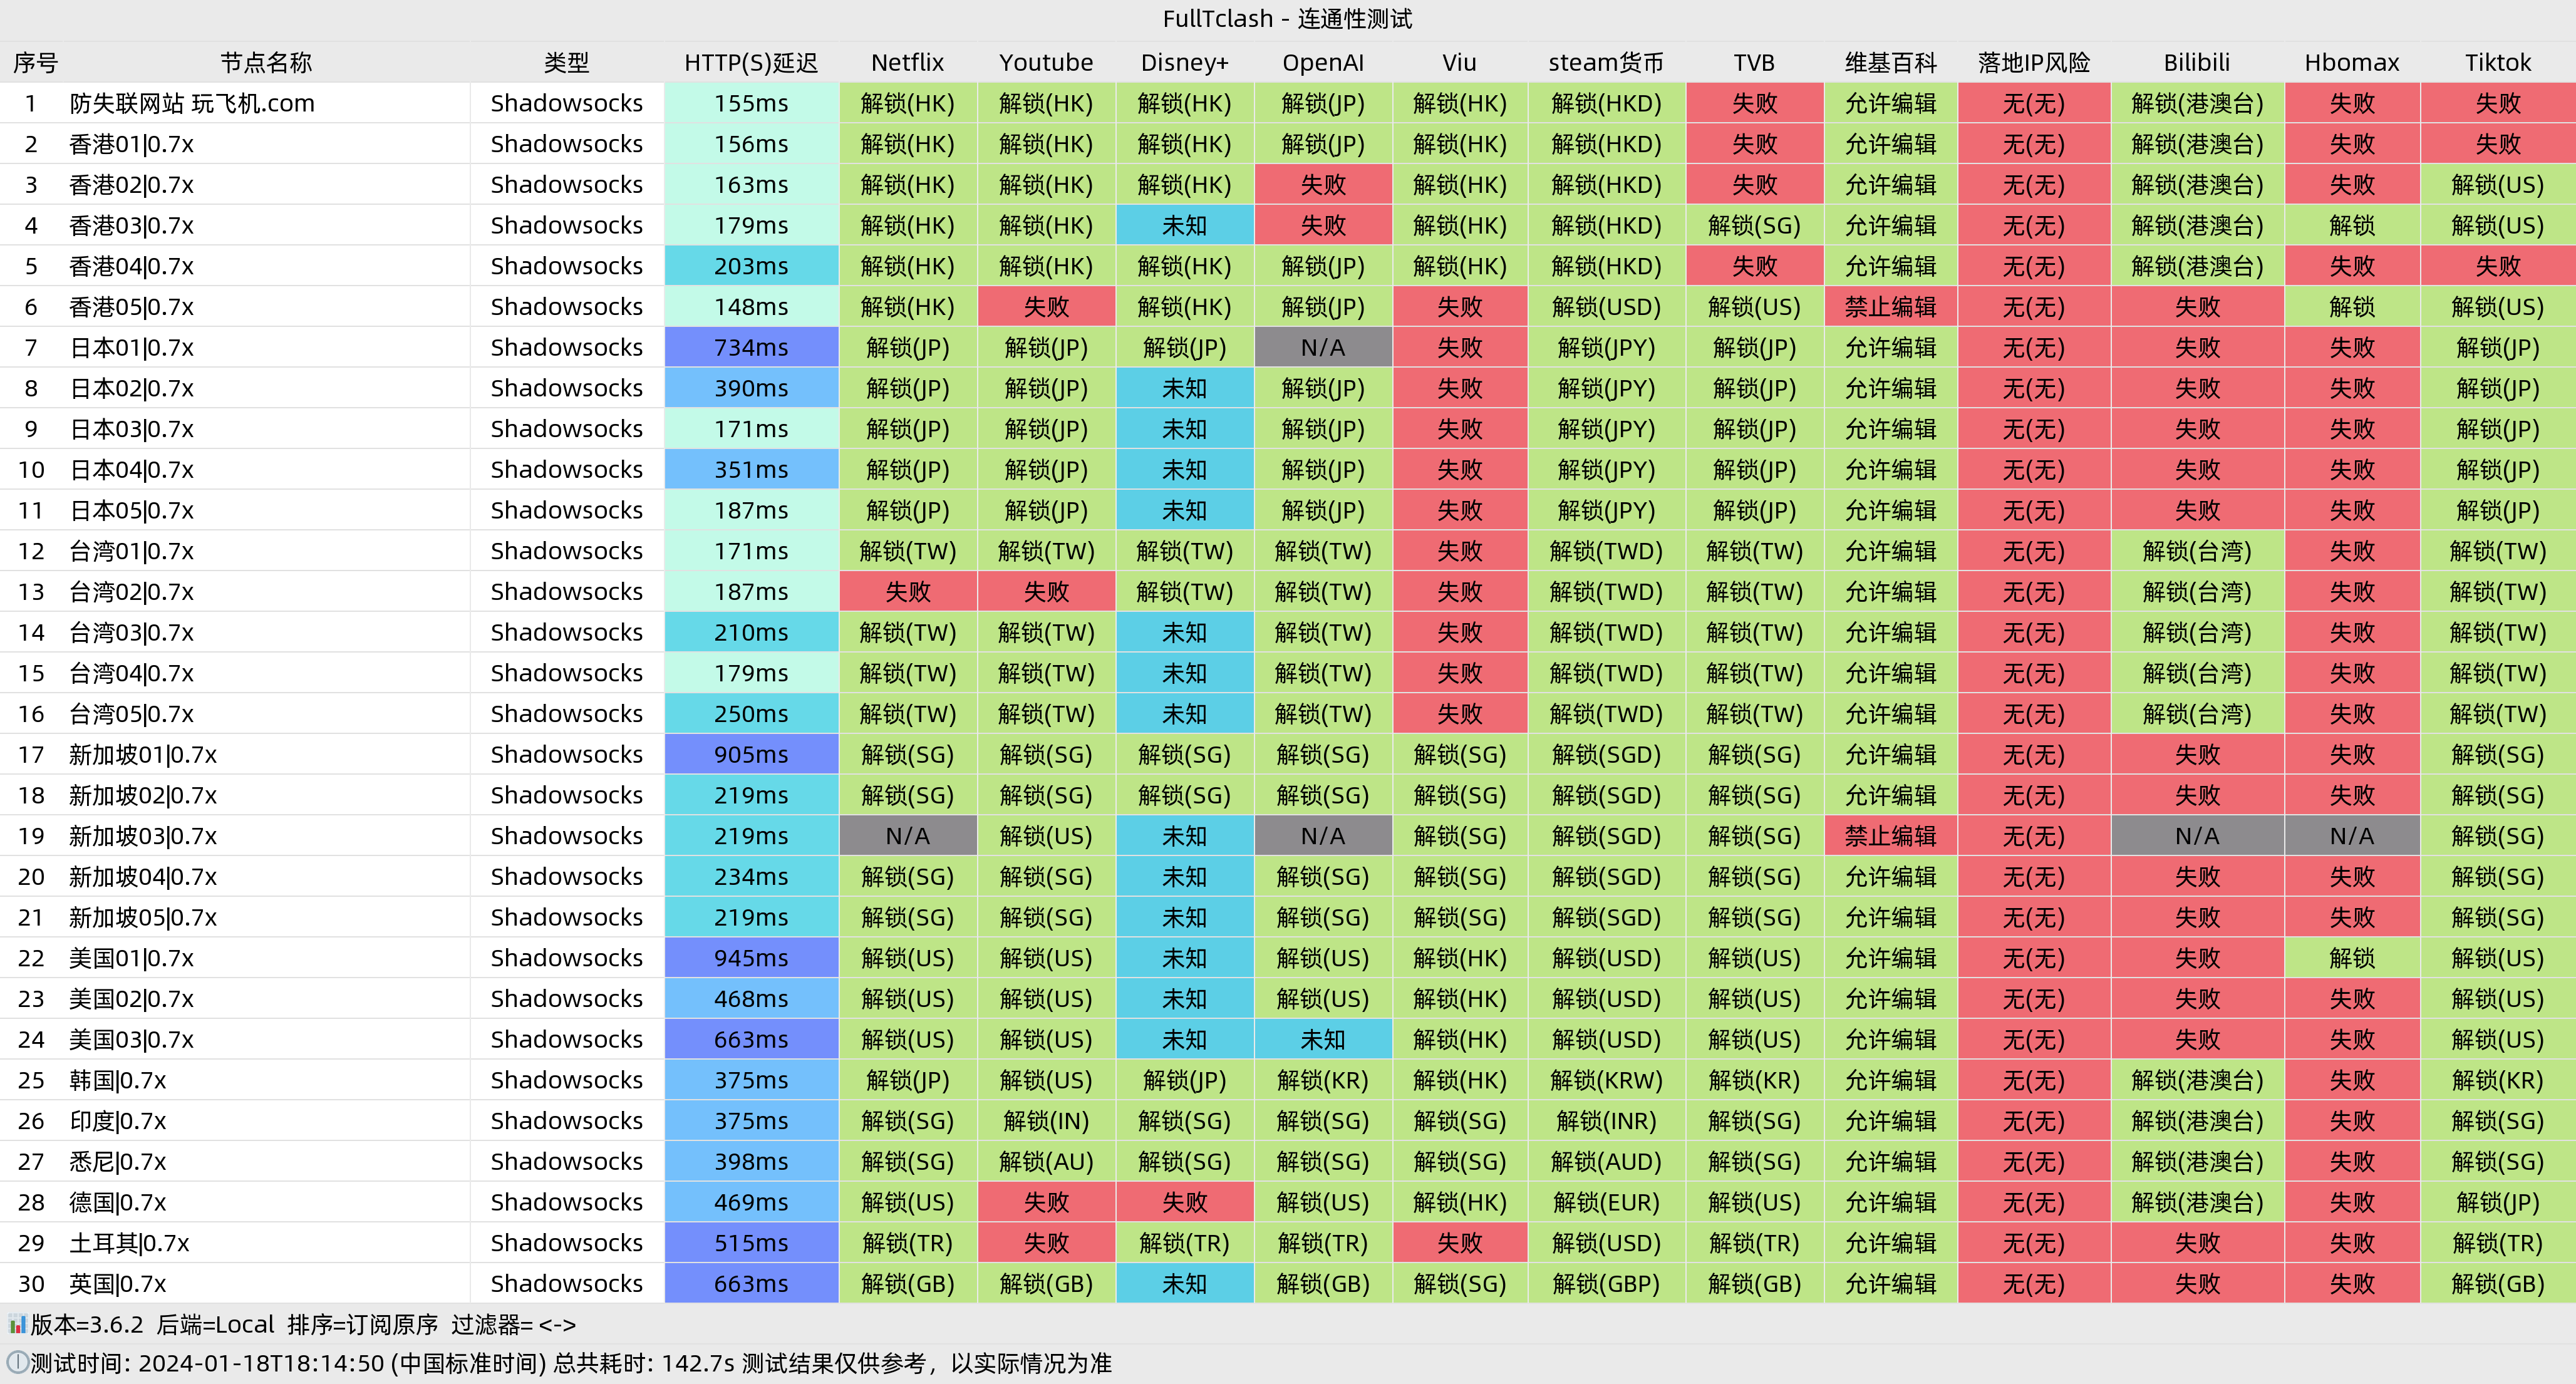 FullTclash - 连通性测试
序号 节点名称 类型 HTTP(S)延迟 Netflix Youtube Disney+ OpenAI Viu steam货币 TVB 维基百科 落地IP风险 Bilibili Hbomax Tiktok
1 防失联网站 玩飞机.com Shadowsocks 155ms 解锁(HK) 解锁(HK) 解锁(HK) 解锁(JP) 解锁(HK) 解锁(HKD) 失败 允许编辑 无(无) 解锁(港澳台) 失败 失败
2 香港01|0.7x Shadowsocks 156ms 解锁(HK) 解锁(HK) 解锁(HK) 解锁(JP) 解锁(HK) 解锁(HKD) 失败 允许编辑 无(无) 解锁(港澳台) 失败 失败
3 香港02|0.7x Shadowsocks 163ms 解锁(HK) 解锁(HK) 解锁(HK) 失败 解锁(HK) 解锁(HKD) 失败 允许编辑 无(无) 解锁(港澳台) 失败 解锁(US)
4 香港03|0.7x Shadowsocks 179ms 解锁(HK) 解锁(HK) 未知 失败 解锁(HK) 解锁(HKD) 解锁(SG) 允许编辑 无(无) 解锁(港澳台) 解锁 解锁(US)
5 香港04|0.7x Shadowsocks 203ms 解锁(HK) 解锁(HK) 解锁(HK) 解锁(JP) 解锁(HK) 解锁(HKD) 失败 允许编辑 无(无) 解锁(港澳台) 失败 失败
6 香港05|0.7x Shadowsocks 148ms 解锁(HK) 失败 解锁(HK) 解锁(JP) 失败 解锁(USD) 解锁(US) 禁止编辑 无(无) 失败 解锁 解锁(US)
7 日本01|0.7x Shadowsocks 734ms 解锁(JP) 解锁(JP) 解锁(JP) N/A 失败 解锁(JPY) 解锁(JP) 允许编辑 无(无) 失败 失败 解锁(JP)
8 日本02|0.7x Shadowsocks 390ms 解锁(JP) 解锁(JP) 未知 解锁(JP) 失败 解锁(JPY) 解锁(JP) 允许编辑 无(无) 失败 失败 解锁(JP)
9 日本03|0.7x Shadowsocks 171ms 解锁(JP) 解锁(JP) 未知 解锁(JP) 失败 解锁(JPY) 解锁(JP) 允许编辑 无(无) 失败 失败 解锁(JP)
10 日本04|0.7x Shadowsocks 351ms 解锁(JP) 解锁(JP) 未知 解锁(JP) 失败 解锁(JPY) 解锁(JP) 允许编辑 无(无) 失败 失败 解锁(JP)
11 日本05|0.7x Shadowsocks 187ms 解锁(JP) 解锁(JP) 未知 解锁(JP) 失败 解锁(JPY) 解锁(JP) 允许编辑 无(无) 失败 失败 解锁(JP)
12 台湾01|0.7x Shadowsocks 171ms 解锁(TW) 解锁(TW) 解锁(TW) 解锁(TW) 失败 解锁(TWD) 解锁(TW) 允许编辑 无(无) 解锁(台湾) 失败 解锁(TW)
13 台湾02|0.7x Shadowsocks 187ms 失败 失败 解锁(TW) 解锁(TW) 失败 解锁(TWD) 解锁(TW) 允许编辑 无(无) 解锁(台湾) 失败 解锁(TW)
14 台湾03|0.7x Shadowsocks 210ms 解锁(TW) 解锁(TW) 未知 解锁(TW) 失败 解锁(TWD) 解锁(TW) 允许编辑 无(无) 解锁(台湾) 失败 解锁(TW)
15 台湾04|0.7x Shadowsocks 179ms 解锁(TW) 解锁(TW) 未知 解锁(TW) 失败 解锁(TWD) 解锁(TW) 允许编辑 无(无) 解锁(台湾) 失败 解锁(TW)
16 台湾05|0.7x Shadowsocks 250ms 解锁(TW) 解锁(TW) 未知 解锁(TW) 失败 解锁(TWD) 解锁(TW) 允许编辑 无(无) 解锁(台湾) 失败 解锁(TW)
17 新加坡01|0.7x Shadowsocks 905ms 解锁(SG) 解锁(SG) 解锁(SG) 解锁(SG) 解锁(SG) 解锁(SGD) 解锁(SG) 允许编辑 无(无) 失败 失败 解锁(SG)
18 新加坡02|0.7x Shadowsocks 219ms 解锁(SG) 解锁(SG) 解锁(SG) 解锁(SG) 解锁(SG) 解锁(SGD) 解锁(SG) 允许编辑 无(无) 失败 失败 解锁(SG)
19 新加坡03|0.7x Shadowsocks 219ms N/A 解锁(US) 未知 N/A 解锁(SG) 解锁(SGD) 解锁(SG) 禁止编辑 无(无) N/A N/A 解锁(SG)
20 新加坡04|0.7x Shadowsocks 234ms 解锁(SG) 解锁(SG) 未知 解锁(SG) 解锁(SG) 解锁(SGD) 解锁(SG) 允许编辑 无(无) 失败 失败 解锁(SG)
21 新加坡05|0.7x Shadowsocks 219ms 解锁(SG) 解锁(SG) 未知 解锁(SG) 解锁(SG) 解锁(SGD) 解锁(SG) 允许编辑 无(无) 失败 失败 解锁(SG)
22 美国01|0.7x Shadowsocks 945ms 解锁(US) 解锁(US) 未知 解锁(US) 解锁(HK) 解锁(USD) 解锁(US) 允许编辑 无(无) 失败 解锁 解锁(US)
23 美国02|0.7x Shadowsocks 468ms 解锁(US) 解锁(US) 未知 解锁(US) 解锁(HK) 解锁(USD) 解锁(US) 允许编辑 无(无) 失败 失败 解锁(US)
24 美国03|0.7x Shadowsocks 663ms 解锁(US) 解锁(US) 未知 未知 解锁(HK) 解锁(USD) 解锁(US) 允许编辑 无(无) 失败 失败 解锁(US)
25 韩国|0.7x Shadowsocks 375ms 解锁(JP) 解锁(US) 解锁(JP) 解锁(KR) 解锁(HK) 解锁(KRW) 解锁(KR) 允许编辑 无(无) 解锁(港澳台) 失败 解锁(KR)
26 印度|0.7x Shadowsocks 375ms 解锁(SG) 解锁(IN) 解锁(SG) 解锁(SG) 解锁(SG) 解锁(INR) 解锁(SG) 允许编辑 无(无) 解锁(港澳台) 失败 解锁(SG)
27 悉尼|0.7x Shadowsocks 398ms 解锁(SG) 解锁(AU) 解锁(SG) 解锁(SG) 解锁(SG) 解锁(AUD) 解锁(SG) 允许编辑 无(无) 解锁(港澳台) 失败 解锁(SG)
28 德国|0.7x Shadowsocks 469ms 解锁(US) 失败 失败 解锁(US) 解锁(HK) 解锁(EUR) 解锁(US) 允许编辑 无(无) 解锁(港澳台) 失败 解锁(JP)
29 土耳其|0.7x Shadowsocks 515ms 解锁(TR) 失败 解锁(TR) 解锁(TR) 失败 解锁(USD) 解锁(TR) 允许编辑 无(无) 失败 失败 解锁(TR)
30 英国|0.7x Shadowsocks 663ms 解锁(GB) 解锁(GB) 未知 解锁(GB) 解锁(SG) 解锁(GBP) 解锁(GB) 允许编辑 无(无) 失败 失败 解锁(GB)
版本=3.6.2 后端=Local 排序=订阅原序 过滤器= <->
测试时间: 2024-01-18T18:14:50 (中国标准时间) 总共耗时: 142.7s 测试结果仅供参考，以实际情况为准